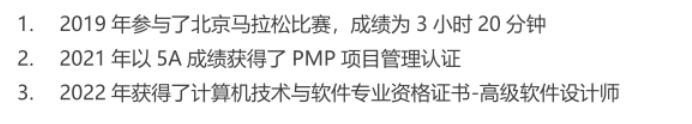 1. 2019 年参与了北京马拉松比赛，成绩为 3 小时 20 分钟
2. 2021 年以 5A 成绩获得了 PMP 项目管理认证
3. 2022 年获得了计算机技术与软件专业资格证书-高级软件设计师